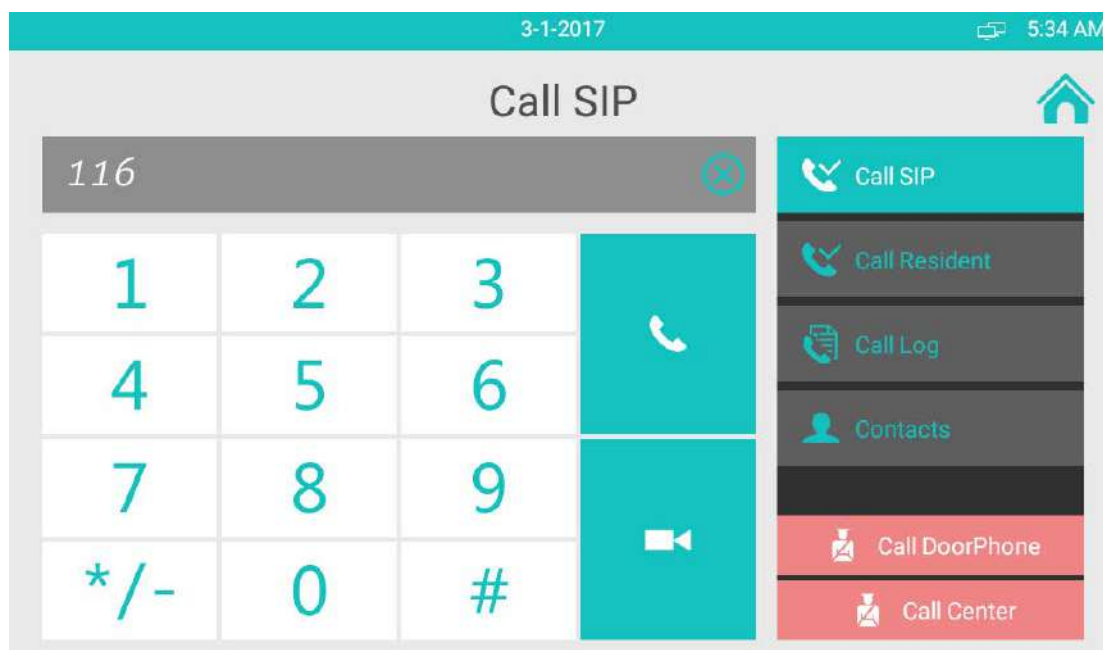 3-1-2017 5:34 AM
Call SIP
116
Call SIP
Call Resident
Call Log
Contacts
Call DoorPhone
Call Center
1 2 3
4 5 6
7 8 9
*/- 0 #